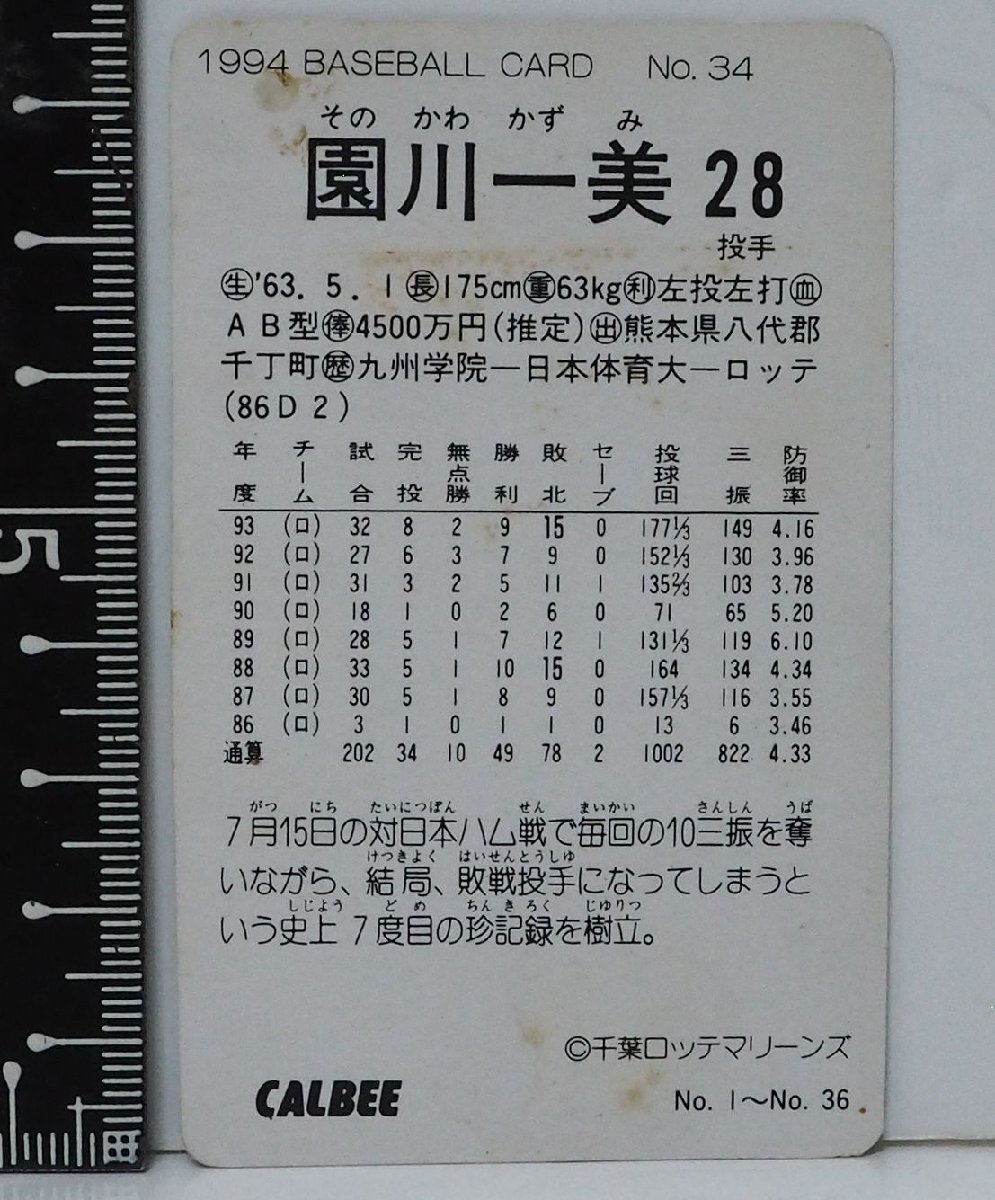 1994 BASEBALL CARD No. 34
その かわ かず み
園川一美 28
投手
㊤'63. 5. 1㊤175cm㊤63kg㊤左投左打㊤
AB型㊤4500万円(推定)㊤熊本県八代郡
千丁町㊤九州学院—日本体育大—ロッテ
(86D2)
年度 チーム 試合 完投 無点勝 勝利 敗北 セーブ 投球回 三振 防御率
93 (ロ) 32 8 2 9 15 0 177⅓ 149 4.16
92 (ロ) 27 6 3 7 9 0 152⅓ 130 3.96
91 (ロ) 31 3 2 5 11 1 135⅔ 103 3.78
90 (ロ) 18 1 0 2 6 0 71 65 5.20
89 (ロ) 28 5 1 7 12 1 131⅓ 119 6.10
88 (ロ) 33 5 1 10 15 0 164 134 4.34
87 (ロ) 30 5 1 8 9 0 157⅓ 116 3.55
86 (ロ) 3 1 0 1 1 0 13 6 3.46
通算 202 34 10 49 78 2 1002 822 4.33
がつ にち たいにつぽん せん まいかい さんしん うば
7月15日の対日本ハム戦で毎回の10三振を奪
けつきよく はいせんとうしゆ
いながら、結局、敗戦投手になってしまうと
しじよう ど め ちん き ろく じゆりつ
いう史上7度目の珍記録を樹立。
©千葉ロッテマリーンズ
CALBEE
No. 1～No. 36
5